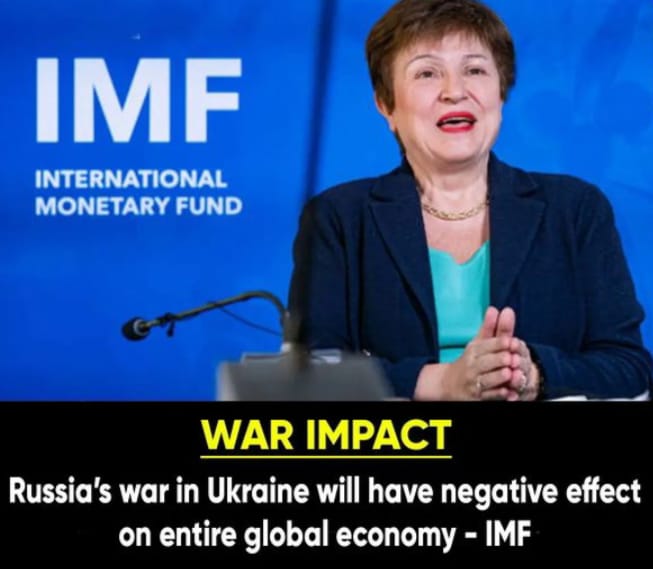 IMF
INTERNATIONAL
MONETARY FUND
WAR IMPACT
Russia's war in Ukraine will have negative effect
on entire global economy - IMF